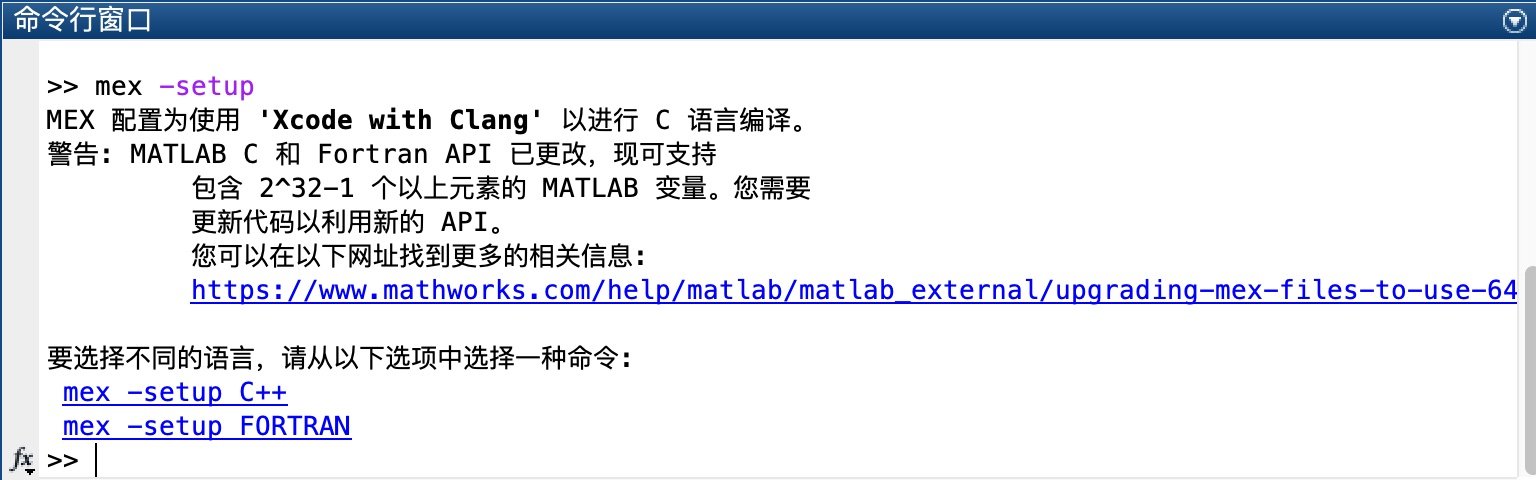 命令行窗口
>> mex -setup
MEX 配置为使用 'Xcode with Clang' 以进行 C 语言编译。
警告: MATLAB C 和 Fortran API 已更改，现可支持
包含 2^32-1 个以上元素的 MATLAB 变量。您需要
更新代码以利用新的 API。
您可以在以下网址找到更多的相关信息:
https://www.mathworks.com/help/matlab/matlab_external/upgrading-mex-files-to-use-64
要选择不同的语言，请从以下选项中选择一种命令:
mex -setup C++
mex -setup FORTRAN
fx >>